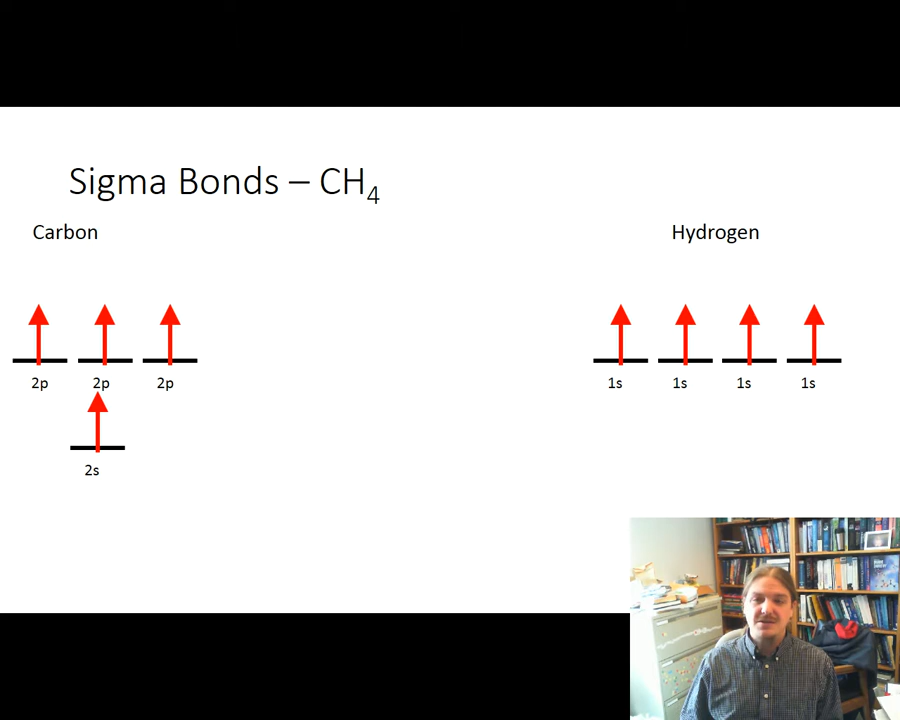 Sigma Bonds – CH₄
Carbon
Hydrogen
2p 2p 2p
1s 1s 1s 1s
2s